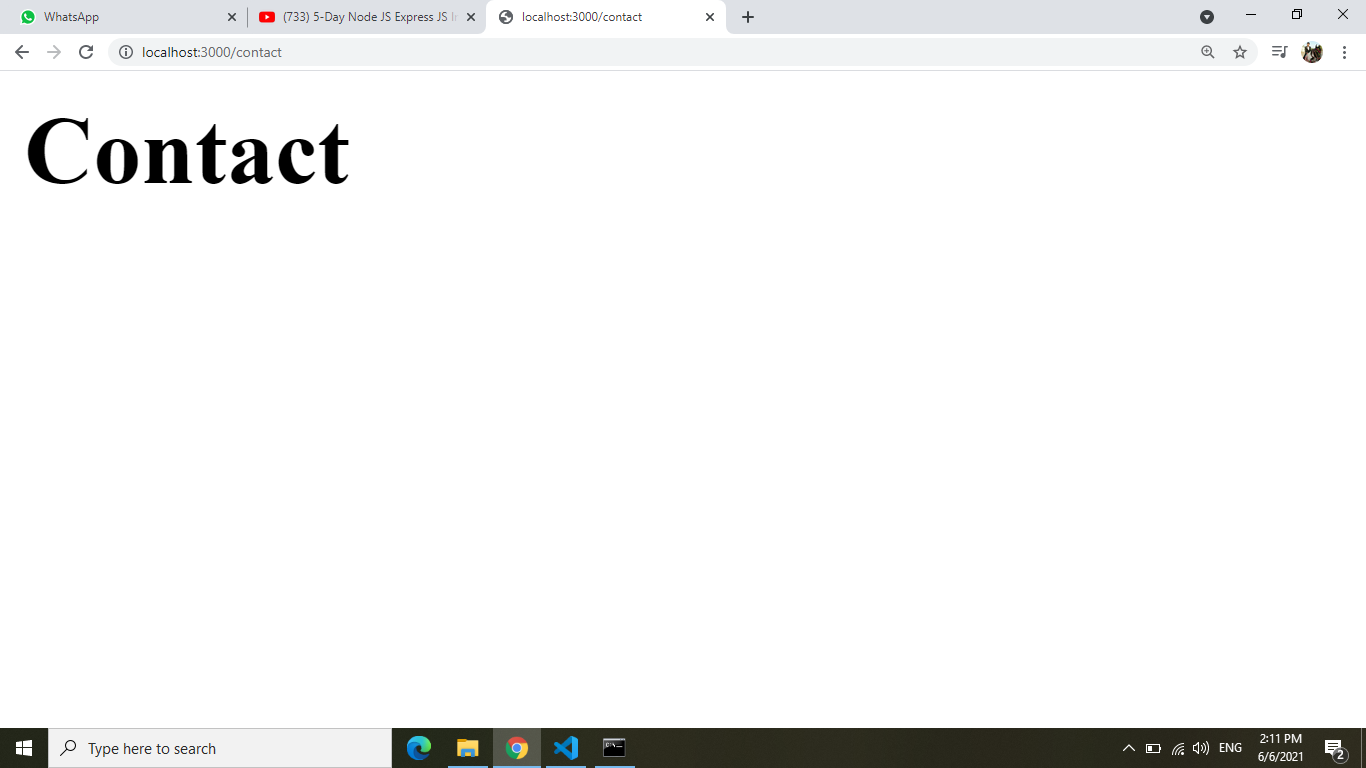 WhatsApp
(733) 5-Day Node JS Express JS I
localhost:3000/contact
localhost:3000/contact
Contact
Type here to search
ENG
2:11 PM
6/6/2021
2